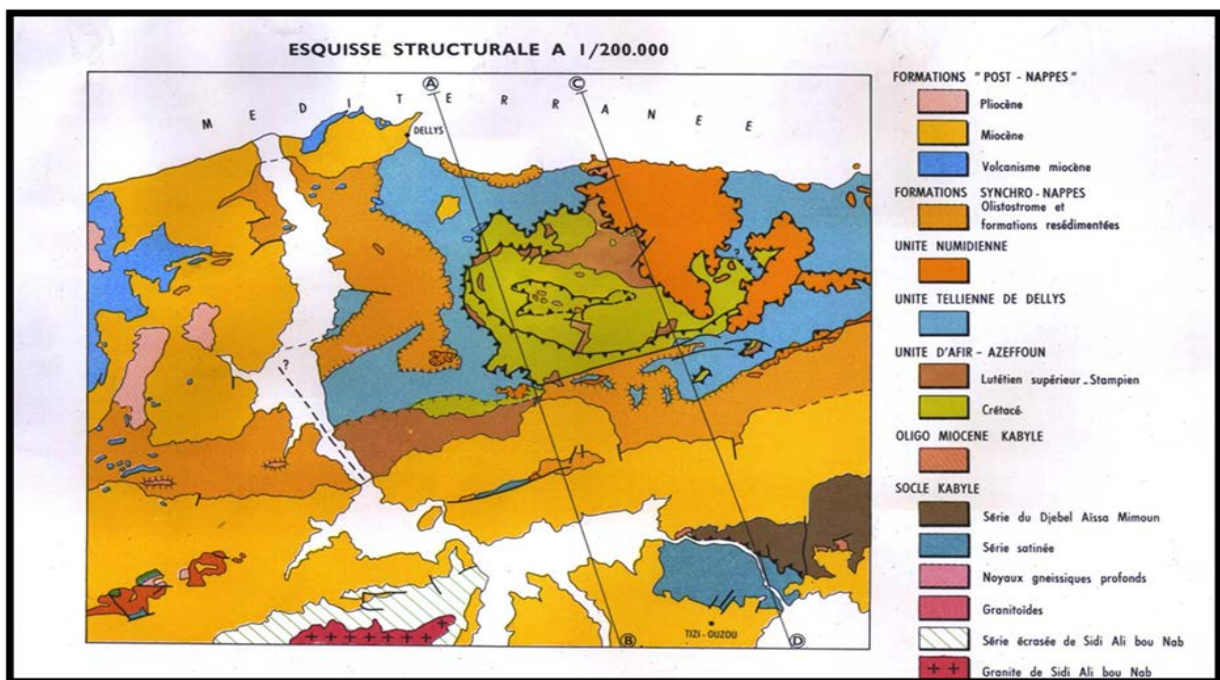 ESQUISSE STRUCTURALE A 1/200.000
A
C
M E D I T E R R A N E E
DELLYS
?
?
TIZI-OUZOU
B
D
FORMATIONS "POST - NAPPES"
Pliocène
Miocène
Volcanisme miocène
FORMATIONS SYNCHRO-NAPPES
Olistostrome et
formations resédimentées
UNITE NUMIDIENNE
UNITE TELLIENNE DE DELLYS
UNITE D'AFIR - AZEFFOUN
Lutétien supérieur_Stampien
Crétacé
OLIGO MIOCENE KABYLE
SOCLE KABYLE
Série du Djebel Aïssa Mimoun
Série satinée
Noyaux gneissiques profonds
Granitoïdes
Série écrasée de Sidi Ali bou Nab
Granite de Sidi Ali bou Nab